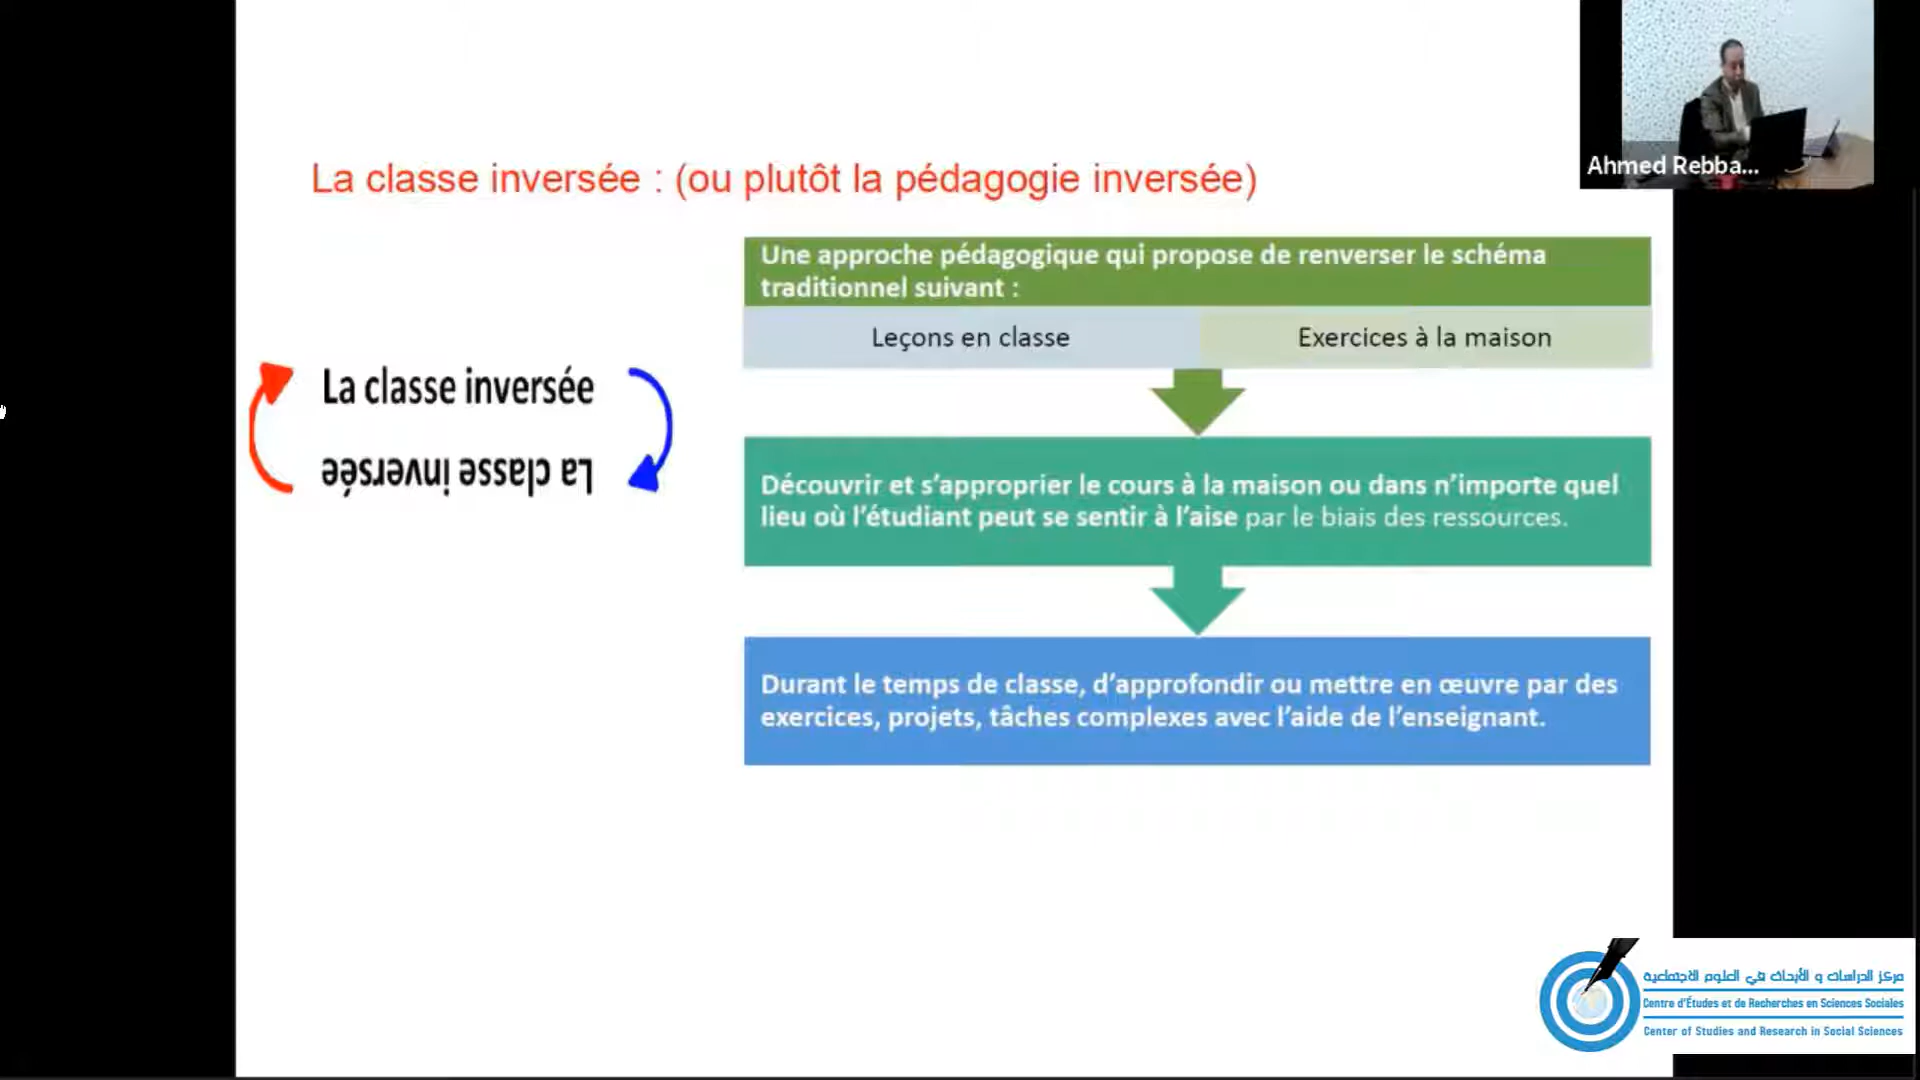 La classe inversée : (ou plutôt la pédagogie inversée)
Ahmed Rebba...
Une approche pédagogique qui propose de renverser le schéma
traditionnel suivant :
Leçons en classe
Exercices à la maison
La classe inversée
La classe inversée
Découvrir et s'approprier le cours à la maison ou dans n'importe quel
lieu où l'étudiant peut se sentir à l'aise par le biais des ressources.
Durant le temps de classe, d'approfondir ou mettre en œuvre par des
exercices, projets, tâches complexes avec l'aide de l'enseignant.
مركز الدراسات و الأبحاث في العلوم الاجتماعية
Centre d'Études et de Recherches en Sciences Sociales
Center of Studies and Research in Social Sciences